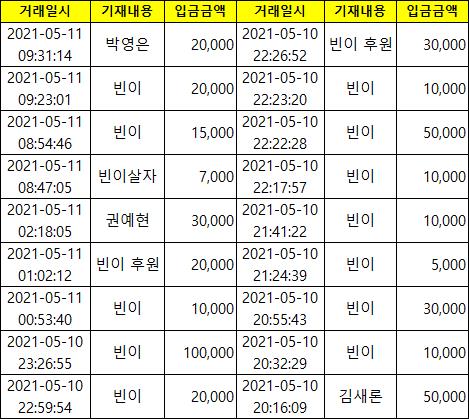 거래일시 기재내용 입금금액 거래일시 기재내용 입금금액
2021-05-11 09:31:14 박영은 20,000 2021-05-10 22:26:52 빈이 후원 30,000
2021-05-11 09:23:01 빈이 20,000 2021-05-10 22:23:20 빈이 10,000
2021-05-11 08:54:46 빈이 15,000 2021-05-10 22:22:28 빈이 50,000
2021-05-11 08:47:05 빈이살자 7,000 2021-05-10 22:17:57 빈이 10,000
2021-05-11 02:18:05 권예현 30,000 2021-05-10 21:41:22 빈이 10,000
2021-05-11 01:02:12 빈이 후원 20,000 2021-05-10 21:24:39 빈이 5,000
2021-05-11 00:53:40 빈이 10,000 2021-05-10 20:55:43 빈이 30,000
2021-05-10 23:26:55 빈이 100,000 2021-05-10 20:32:29 빈이 10,000
2021-05-10 22:59:54 빈이 20,000 2021-05-10 20:16:09 김새론 50,000